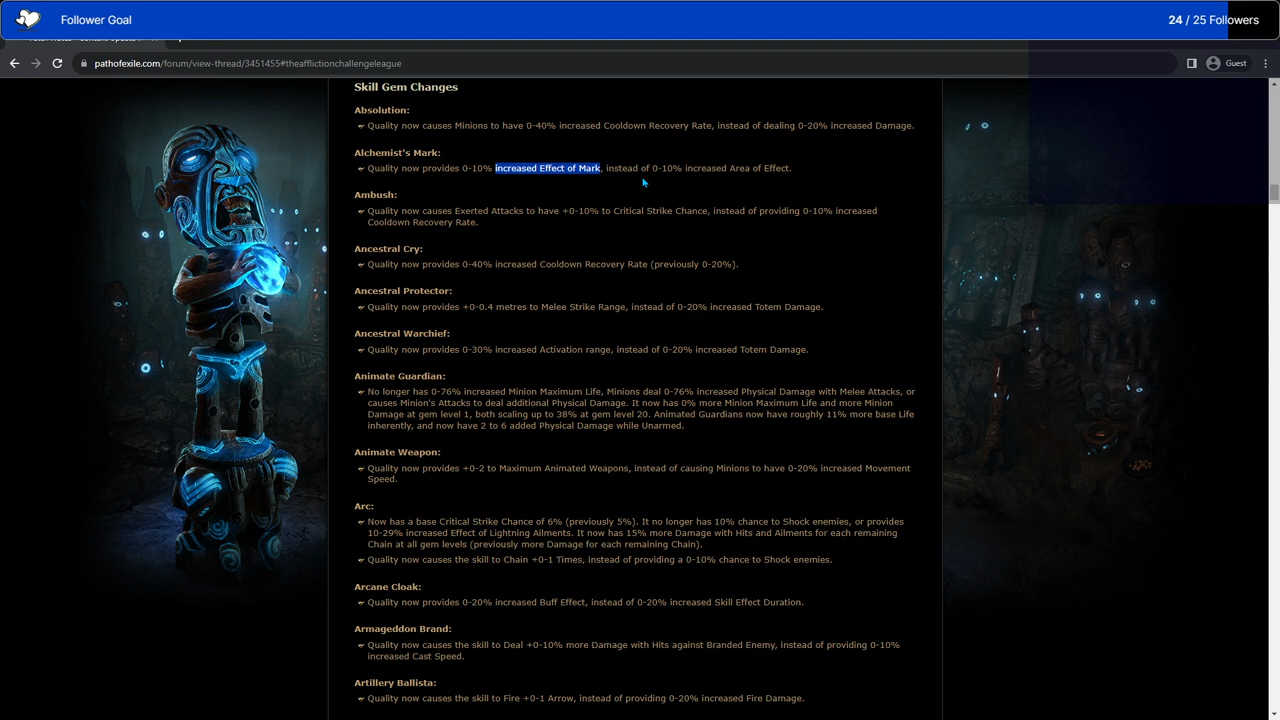 Follower Goal
24 / 25 Followers
pathofexile.com/forum/view-thread/3451455#theafflictionchallengeleague
Guest
Skill Gem Changes
Absolution:
Quality now causes Minions to have 0-40% increased Cooldown Recovery Rate, instead of dealing 0-20% increased Damage.
Alchemist's Mark:
Quality now provides 0-10% increased Effect of Mark, instead of 0-10% increased Area of Effect.
Ambush:
Quality now causes Exerted Attacks to have +0-10% to Critical Strike Chance, instead of providing 0-10% increased
Cooldown Recovery Rate.
Ancestral Cry:
Quality now provides 0-40% increased Cooldown Recovery Rate (previously 0-20%).
Ancestral Protector:
Quality now provides +0-0.4 metres to Melee Strike Range, instead of 0-20% increased Totem Damage.
Ancestral Warchief:
Quality now provides 0-30% increased Activation range, instead of 0-20% increased Totem Damage.
Animate Guardian:
No longer has 0-76% increased Minion Maximum Life, Minions deal 0-76% increased Physical Damage with Melee Attacks, or
causes Minion's Attacks to deal additional Physical Damage. It now has 0% more Minion Maximum Life and more Minion
Damage at gem level 1, both scaling up to 38% at gem level 20. Animated Guardians now have roughly 11% more base Life
inherently, and now have 2 to 6 added Physical Damage while Unarmed.
Animate Weapon:
Quality now provides +0-2 to Maximum Animated Weapons, instead of causing Minions to have 0-20% increased Movement
Speed.
Arc:
Now has a base Critical Strike Chance of 6% (previously 5%). It no longer has 10% chance to Shock enemies, or provides
10-29% increased Effect of Lightning Ailments. It now has 15% more Damage with Hits and Ailments for each remaining
Chain at all gem levels (previously more Damage for each remaining Chain).
Quality now causes the skill to Chain +0-1 Times, instead of providing a 0-10% chance to Shock enemies.
Arcane Cloak:
Quality now provides 0-20% increased Buff Effect, instead of 0-20% increased Skill Effect Duration.
Armageddon Brand:
Quality now causes the skill to Deal +0-10% more Damage with Hits against Branded Enemy, instead of providing 0-10%
increased Cast Speed.
Artillery Ballista:
Quality now causes the skill to Fire +0-1 Arrow, instead of providing 0-20% increased Fire Damage.